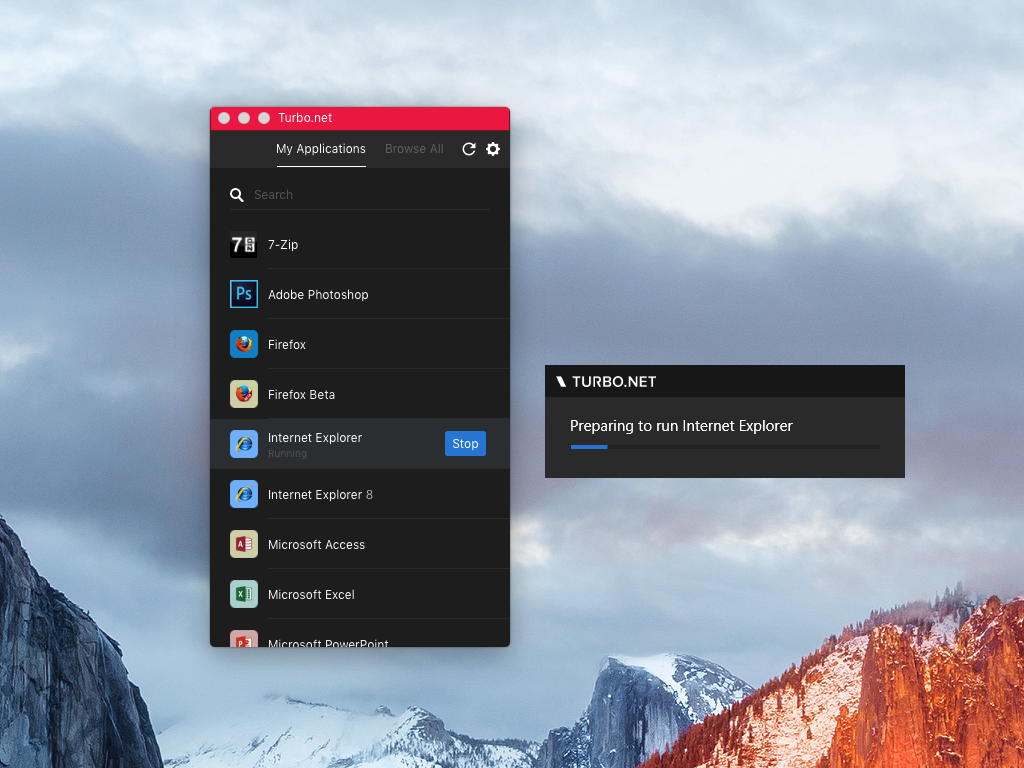 Turbo.net
My Applications Browse All
Search
7-Zip
Ps Adobe Photoshop
Firefox
Firefox Beta
Internet Explorer
Running
Stop
Internet Explorer 8
Microsoft Access
Microsoft Excel
Microsoft PowerPoint
TURBO.NET
Preparing to run Internet Explorer